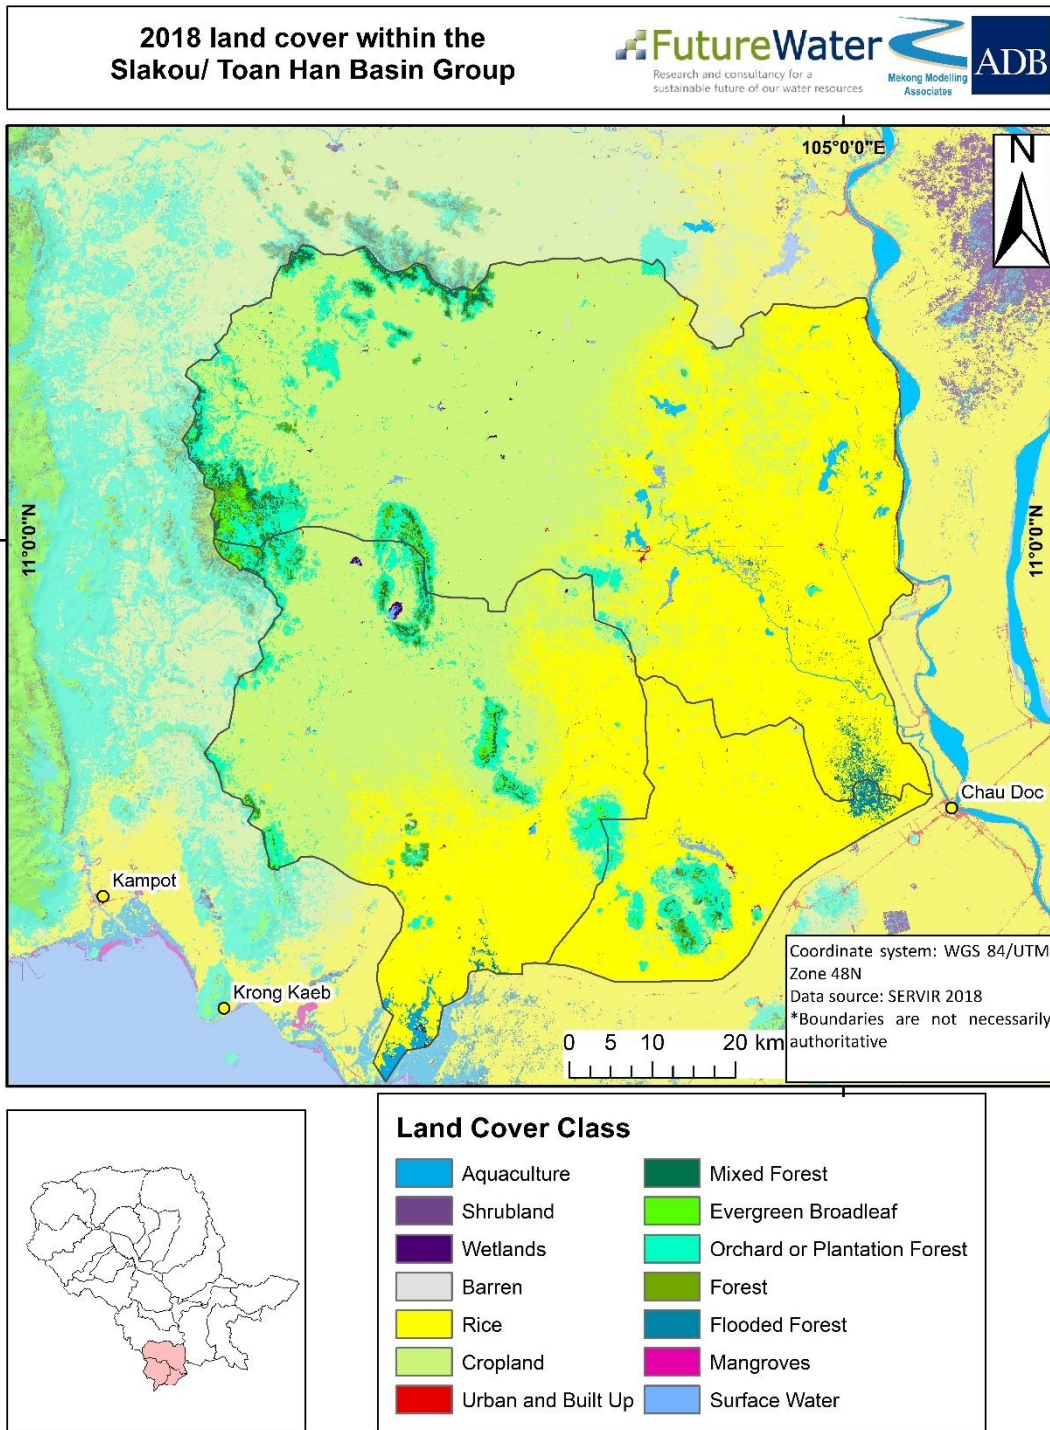 2018 land cover within the
Slakou/ Toan Han Basin Group
FutureWater
Research and consultancy for a
sustainable future of our water resources
Mekong Modelling
Associates
ADB
105°0'0"E
N
11°0'0"N
11°0'0"N
Chau Doc
Kampot
Krong Kaeb
0 5 10 20 km
Coordinate system: WGS 84/UTM
Zone 48N
Data source: SERVIR 2018
*Boundaries are not necessarily
authoritative
Land Cover Class
Aquaculture
Shrubland
Wetlands
Barren
Rice
Cropland
Urban and Built Up
Mixed Forest
Evergreen Broadleaf
Orchard or Plantation Forest
Forest
Flooded Forest
Mangroves
Surface Water